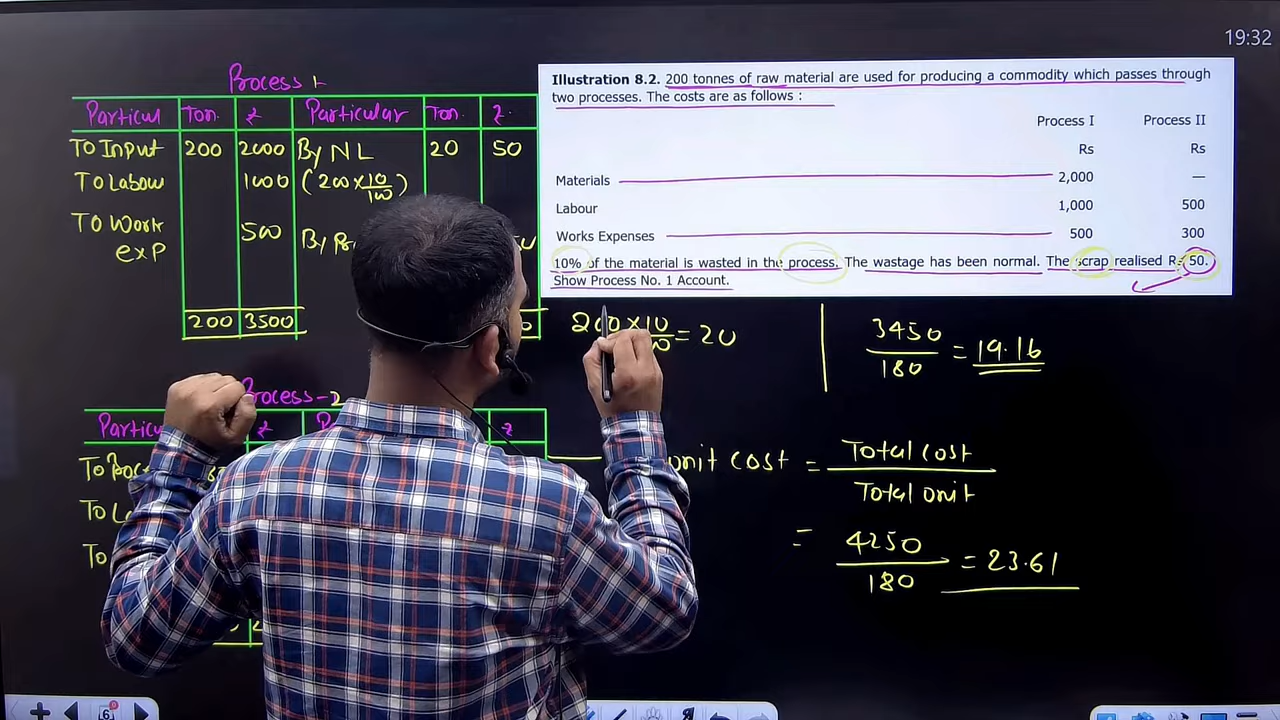 19:32
Process 1
Particul Ton. ₹ Particular Ton. ₹.
To Input 200 2000 By NL 20 50
To Labour 1000 (200 × 10/100)
To Work 500
exp
200 3500
Illustration 8.2. 200 tonnes of raw material are used for producing a commodity which passes through
two processes. The costs are as follows :
Process I Process II
Rs Rs
Materials 2,000 —
Labour 1,000 500
Works Expenses 500 300
10% of the material is wasted in the process. The wastage has been normal. The scrap realised Rs 50.
Show Process No. 1 Account.
= 20
3450/180 = 19.16
Process-2
₹
To
To
unit cost = Total cost/Total unit
= 4250/180 = 23.61
6